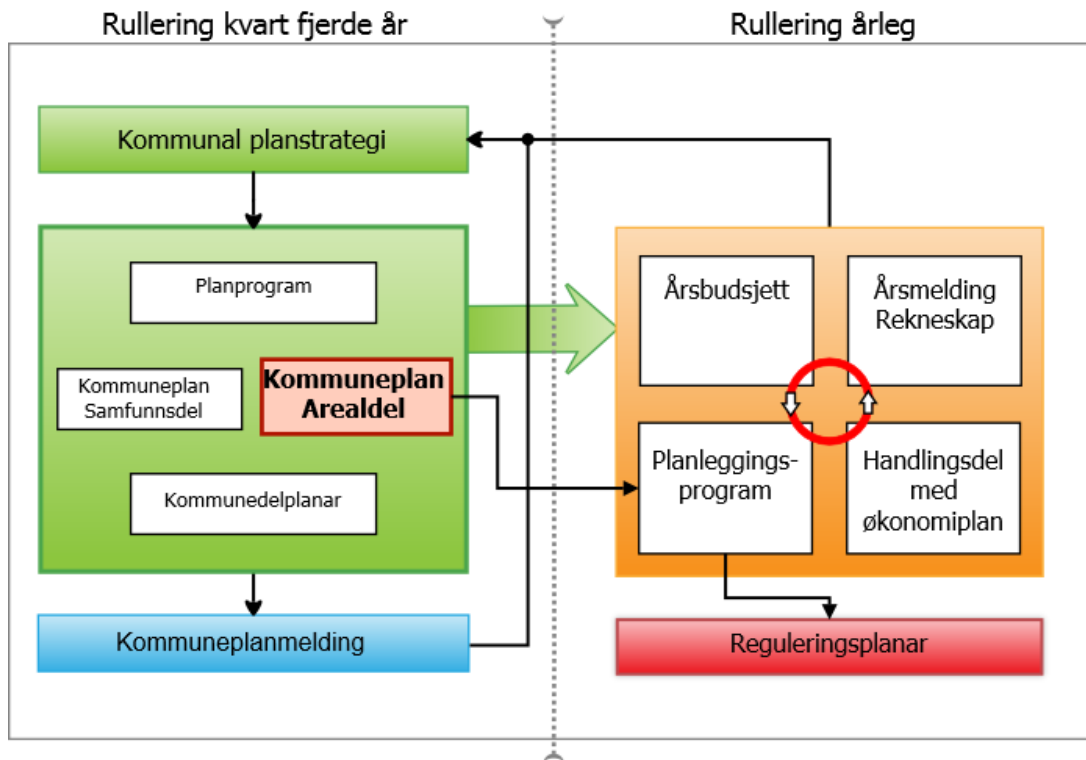 Rullering kvart fjerde år
Rullering årleg
Kommunal planstrategi
Planprogram
Kommuneplan
Samfunnsdel
Kommuneplan
Arealdel
Kommunedelplanar
Kommuneplanmelding
Årsbudsjett
Årsmelding
Rekneskap
Planleggings-
program
Handlingsdel
med
økonomiplan
Reguleringsplanar